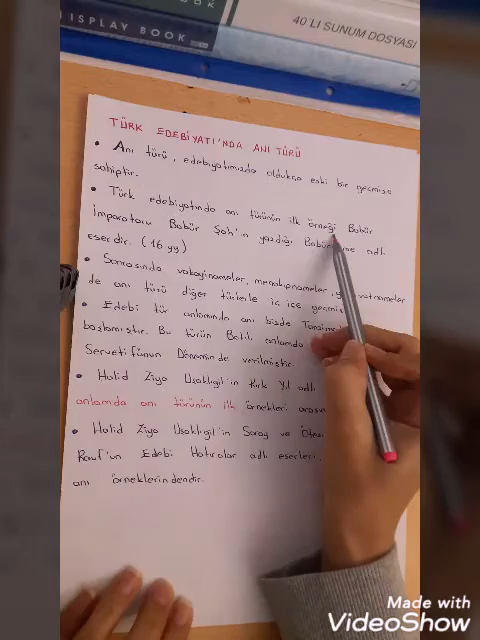 DISPLAY BOOK
40'LI SUNUM DOSYASI
TÜRK EDEBİYATI'NDA ANI TÜRÜ
• Anı türü, edebiyatımızda oldukça eski bir geçmişe
sahiptir.
• Türk edebiyatında anı türünün ilk örneği Babür
İmparatoru Babür Şah'ın yazdığı adlı
eserdir. (16.yy)
• Sonrasında vakayinameler, menakıpnameler,
de anı türü diğer türlerle iç içe
• Edebi tür anlamında anı bizde
başlamıştır. Bu türün Batılı anlamda
Servetifünun Döneminde verilmiştir.
• Halid Ziya Uşaklıgil'in Kırk Yıl adlı
anlamda anı türünün ilk örnekleri
• Halid Ziya Uşaklıgil'in Saray ve
Rauf'un Edebi Hatıralar adlı eserleri
anı örneklerindendir.
Made with
VideoShow